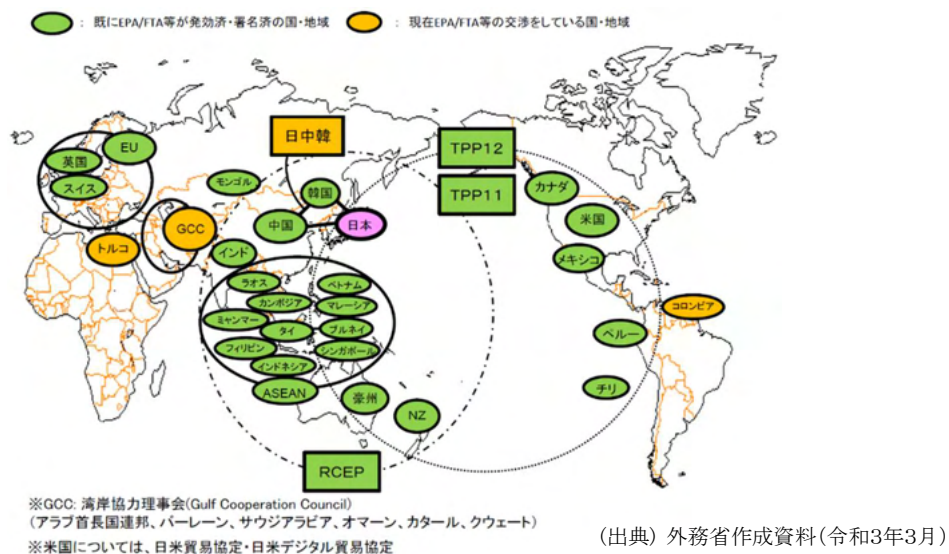 ：既にEPA/FTA等が発効済・署名済の国・地域
：現在EPA/FTA等の交渉をしている国・地域
日中韓
TPP12
TPP11
EU
英国
スイス
モンゴル
韓国
中国
日本
カナダ
米国
メキシコ
GCC
トルコ
インド
ラオス
ベトナム
カンボジア
マレーシア
ミャンマー
タイ
ブルネイ
フィリピン
シンガポール
インドネシア
ASEAN
コロンビア
ペルー
チリ
豪州
NZ
RCEP
※GCC: 湾岸協力理事会(Gulf Cooperation Council)
(アラブ首長国連邦、バーレーン、サウジアラビア、オマーン、カタール、クウェート)
※米国については、日米貿易協定・日米デジタル貿易協定
(出典) 外務省作成資料(令和3年3月)